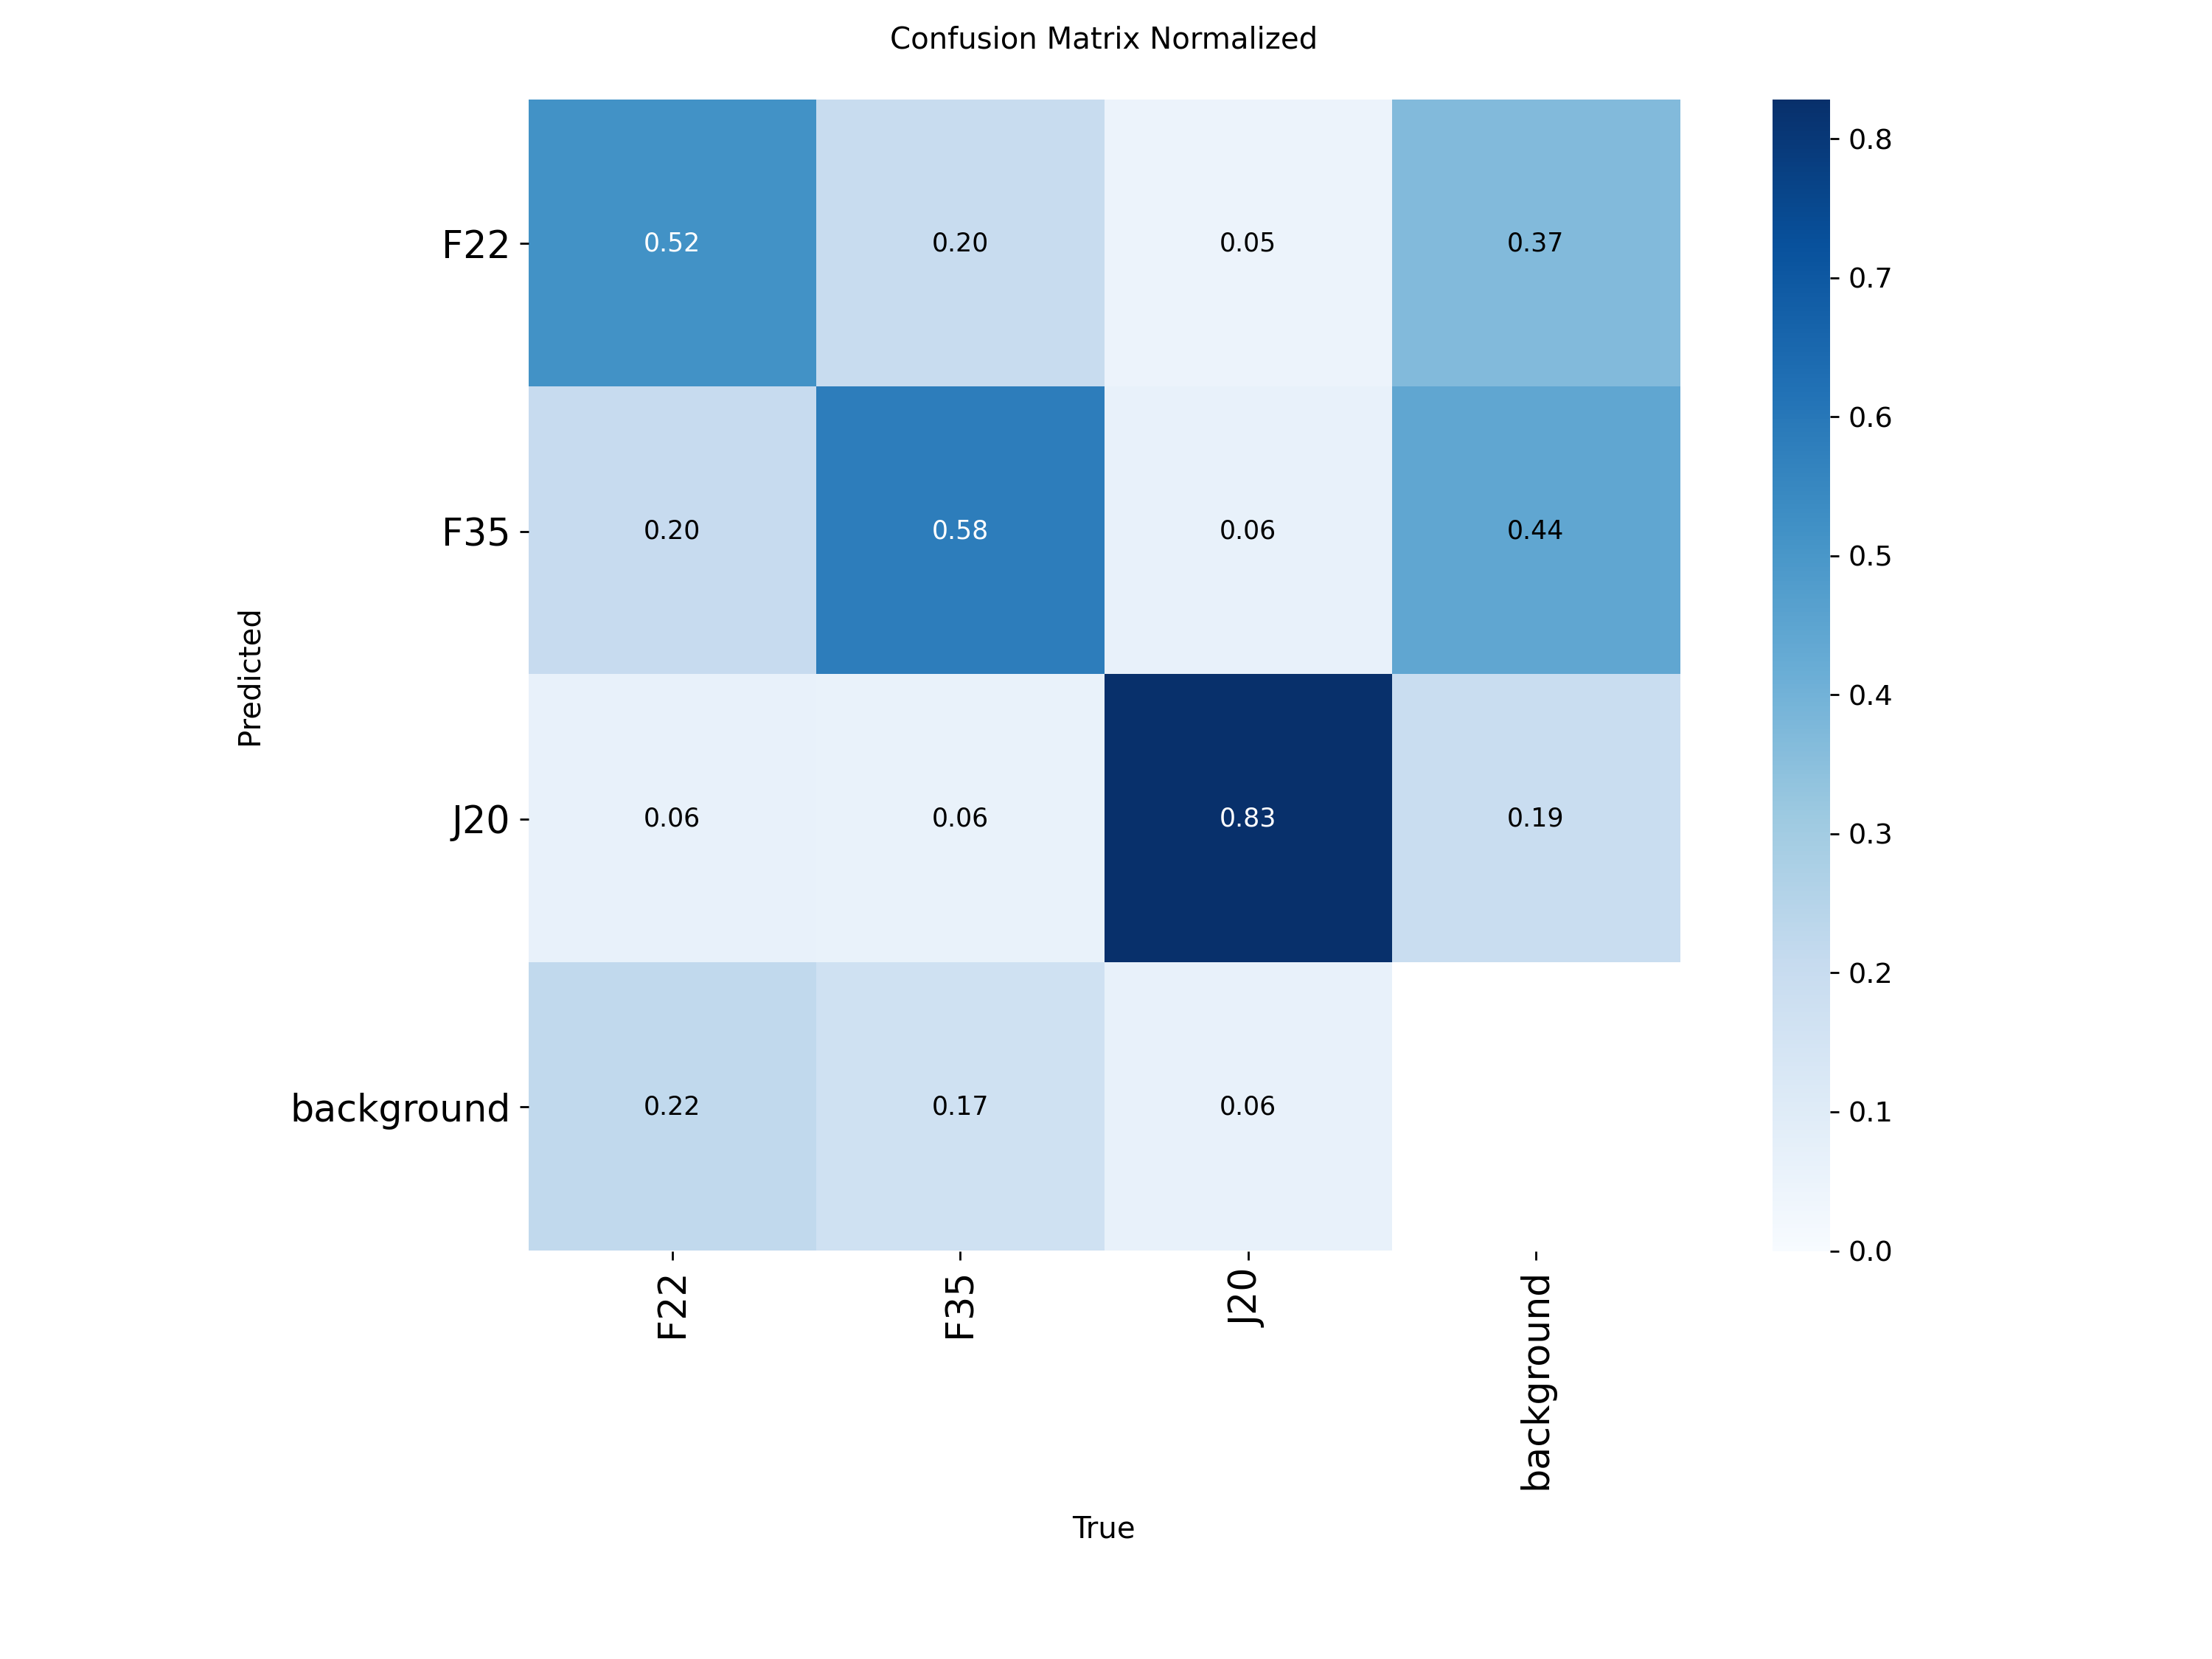 Confusion Matrix Normalized
F22 0.52 0.20 0.05 0.37
F35 0.20 0.58 0.06 0.44
J20 0.06 0.06 0.83 0.19
background 0.22 0.17 0.06
Predicted
F22 F35 J20 background
True
0.8
0.7
0.6
0.5
0.4
0.3
0.2
0.1
0.0